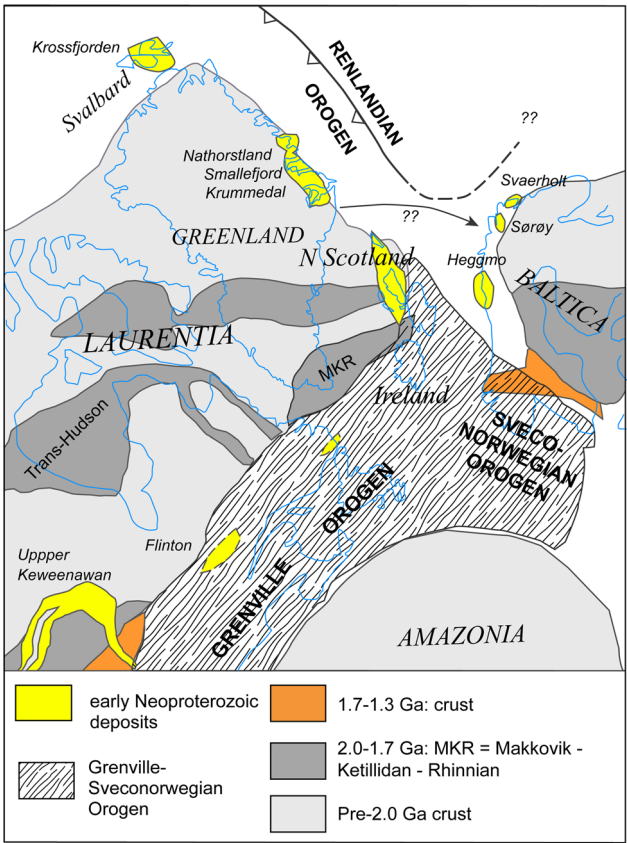 Krossfjorden
Svalbard
RENLANDIAN
OROGEN
??
Nathorstland
Smallefjord
Krummedal
Svaerholt
??
Sørøy
GREENLAND
N Scotland
Heggmo
BALTICA
LAURENTIA
MKR
Ireland
Trans-Hudson
SVECO-
NORWEGIAN
OROGEN
OROGEN
Flinton
Uppper
Keweenawan
GRENVILLE
AMAZONIA
early Neoproterozoic
deposits
1.7-1.3 Ga: crust
Grenville-
Sveconorwegian
Orogen
2.0-1.7 Ga: MKR = Makkovik -
Ketillidan - Rhinnian
Pre-2.0 Ga crust